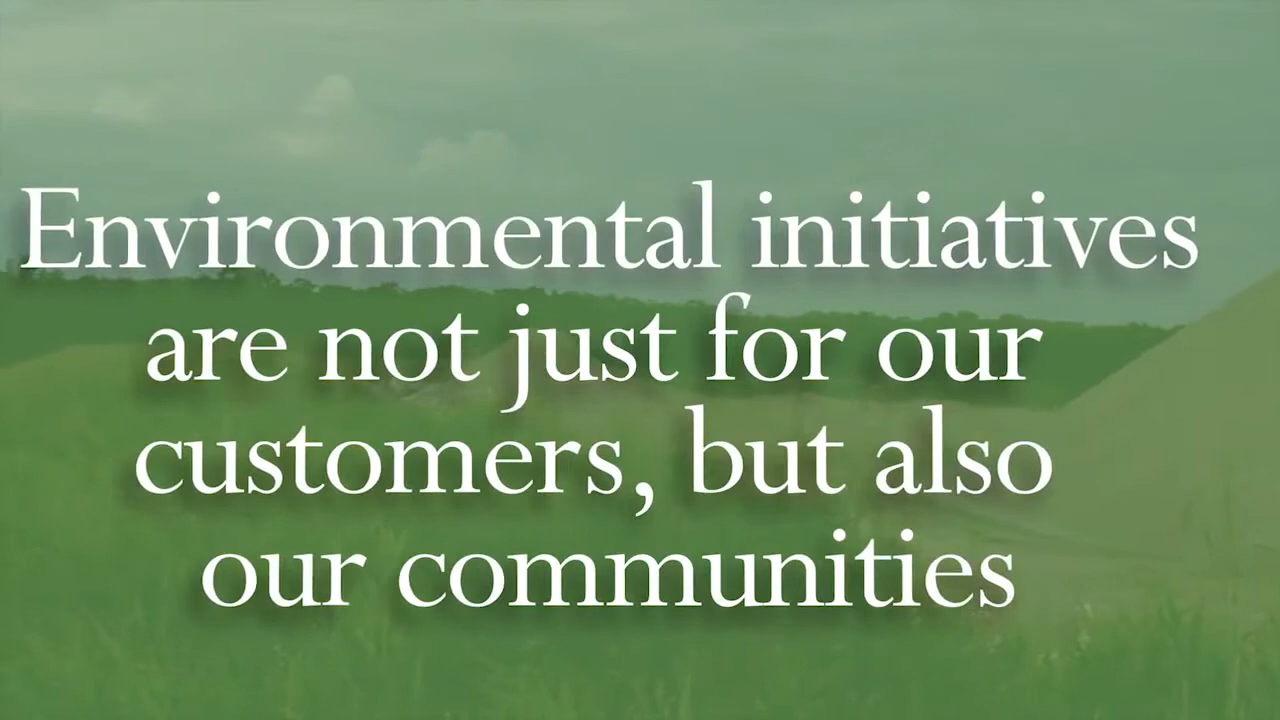 Environmental initiatives
are not just for our
customers, but also
our communities